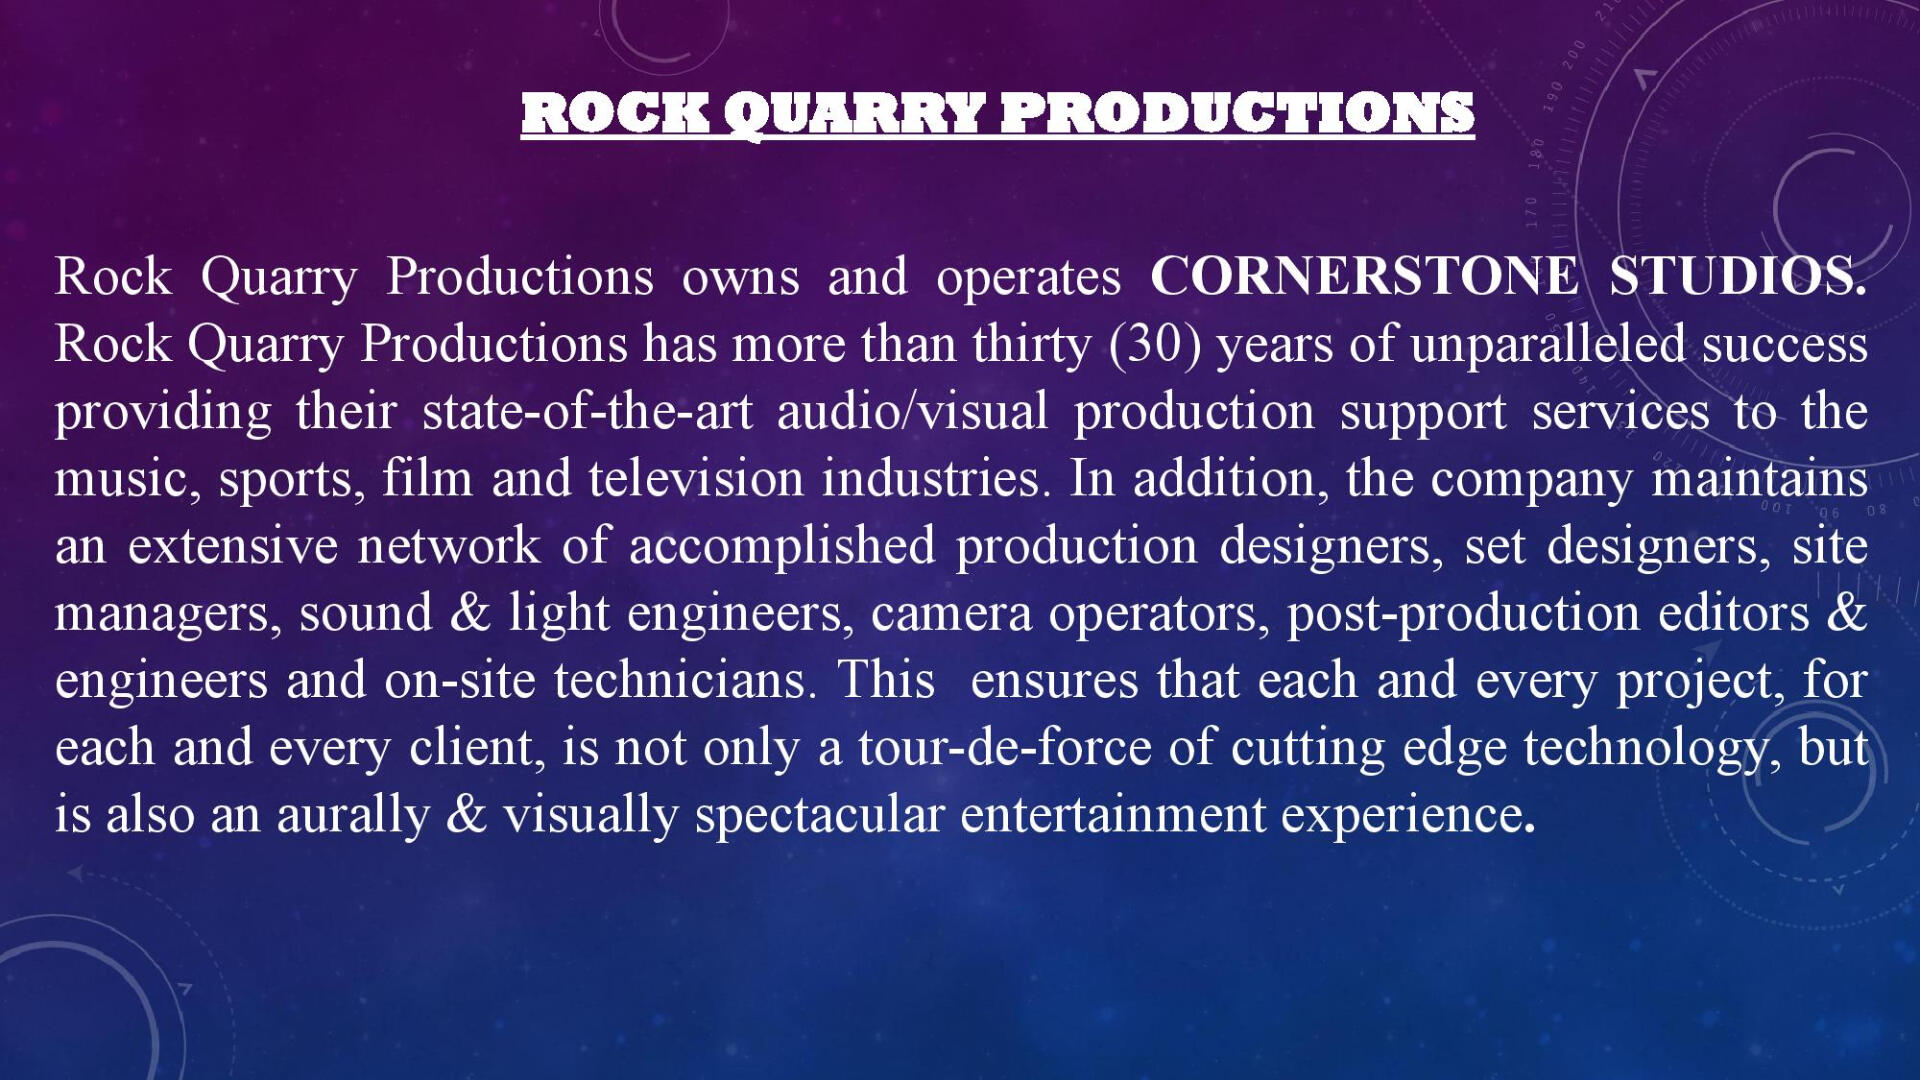 ROCK QUARRY PRODUCTIONS
Rock Quarry Productions owns and operates CORNERSTONE STUDIOS.
Rock Quarry Productions has more than thirty (30) years of unparalleled success
providing their state-of-the-art audio/visual production support services to the
music, sports, film and television industries. In addition, the company maintains
an extensive network of accomplished production designers, set designers, site
managers, sound & light engineers, camera operators, post-production editors &
engineers and on-site technicians. This  ensures that each and every project, for
each and every client, is not only a tour-de-force of cutting edge technology, but
is also an aurally & visually spectacular entertainment experience.